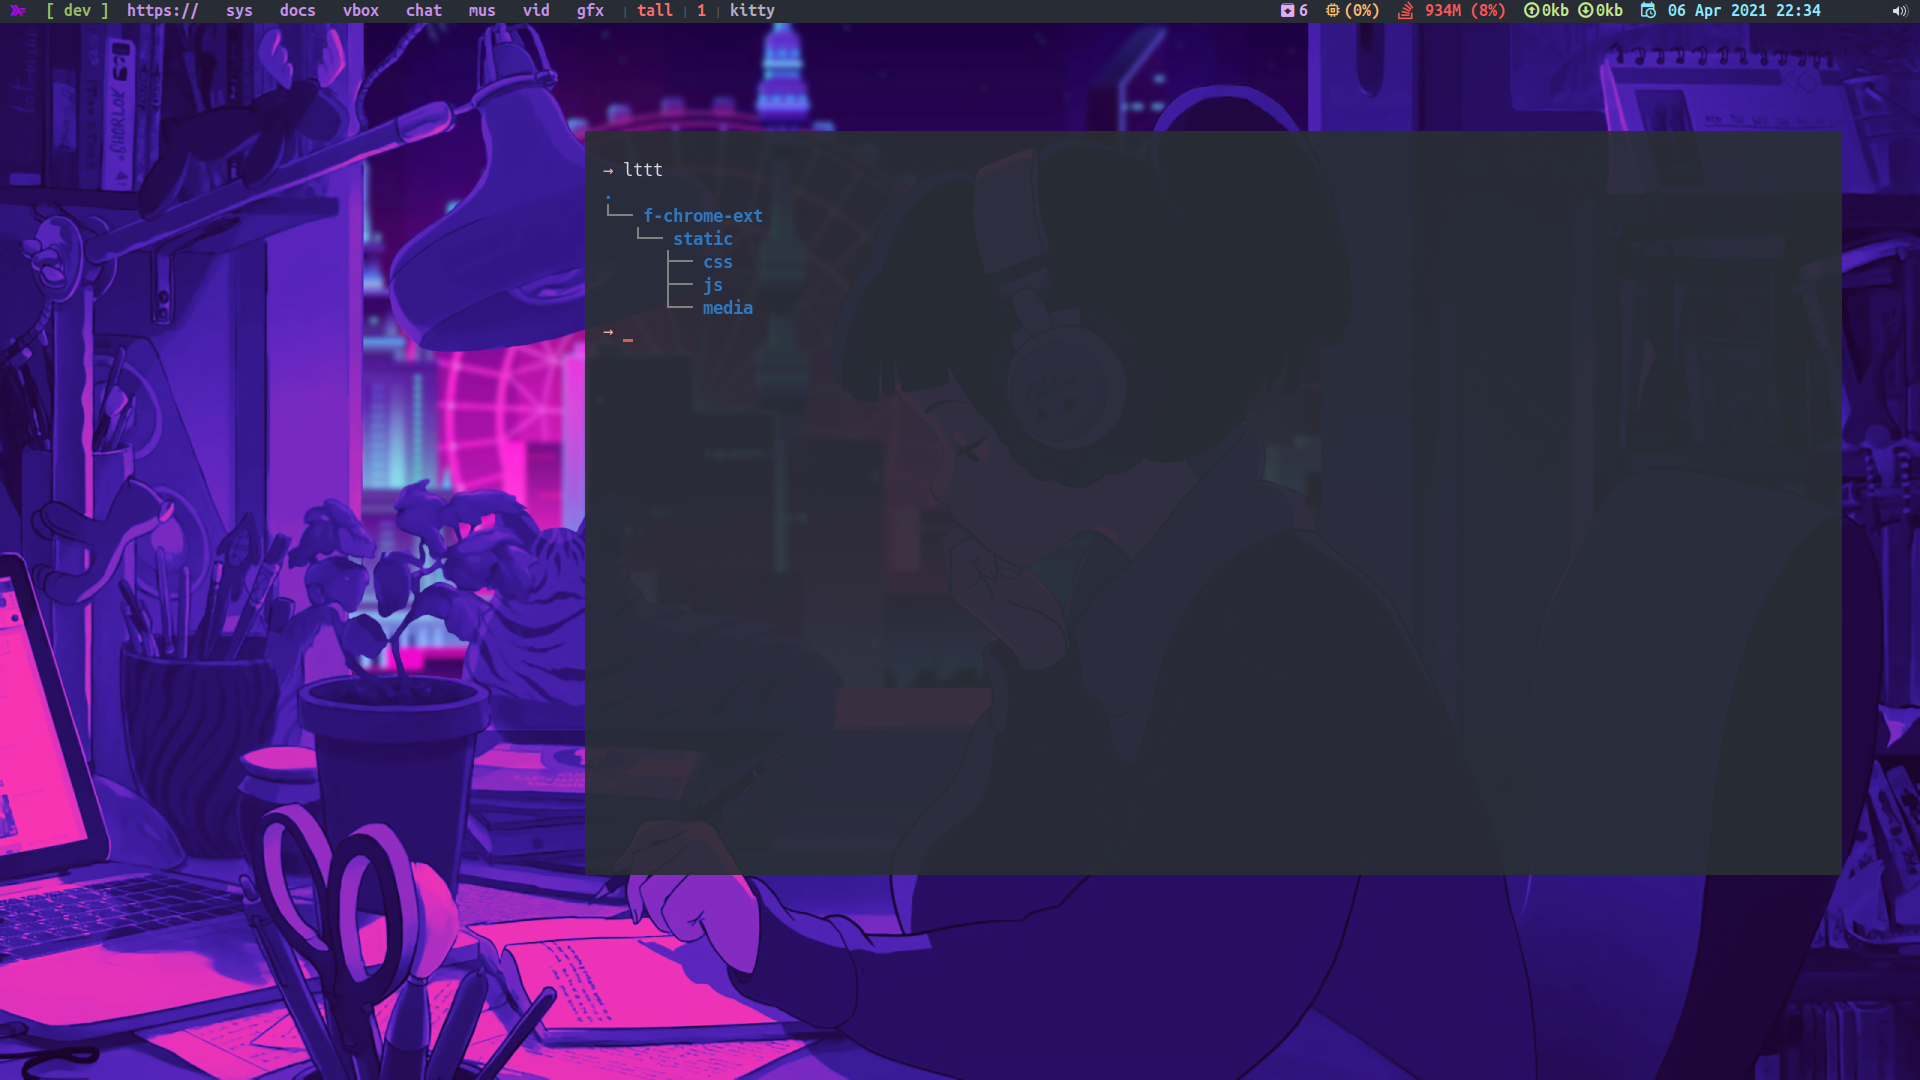 [ dev ] https:// sys docs vbox chat mus vid gfx | tall | 1 | kitty 6 (0%) 934M (8%) 0kb 0kb 06 Apr 2021 22:34
→ lttt
.
└── f-chrome-ext
└── static
├── css
├── js
└── media
→ _